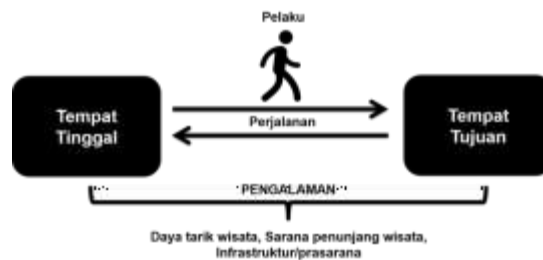 Pelaku
Tempat
Tinggal
Perjalanan
Tempat
Tujuan
PENGALAMAN
Daya tarik wisata, Sarana penunjang wisata,
Infrastruktur/prasarana